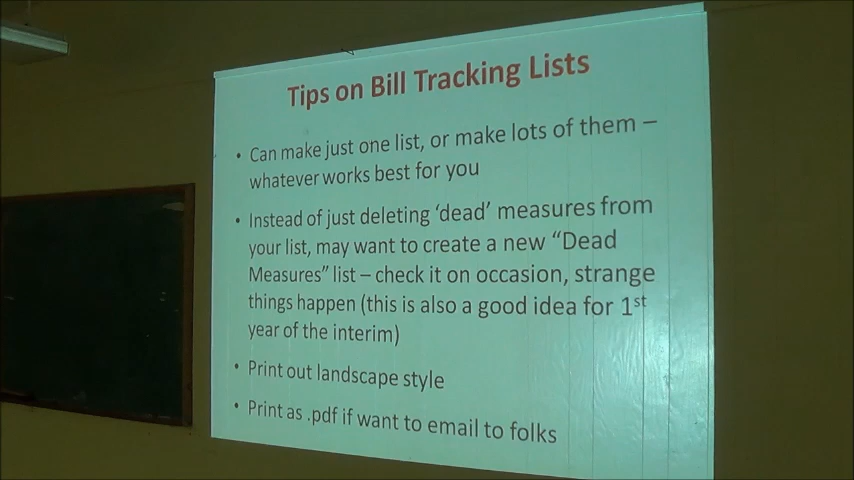 Tips on Bill Tracking Lists
• Can make just one list, or make lots of them –
whatever works best for you
• Instead of just deleting ‘dead’ measures from
your list, may want to create a new “Dead
Measures” list – check it on occasion, strange
things happen (this is also a good idea for 1st
year of the interim)
• Print out landscape style
• Print as .pdf if want to email to folks